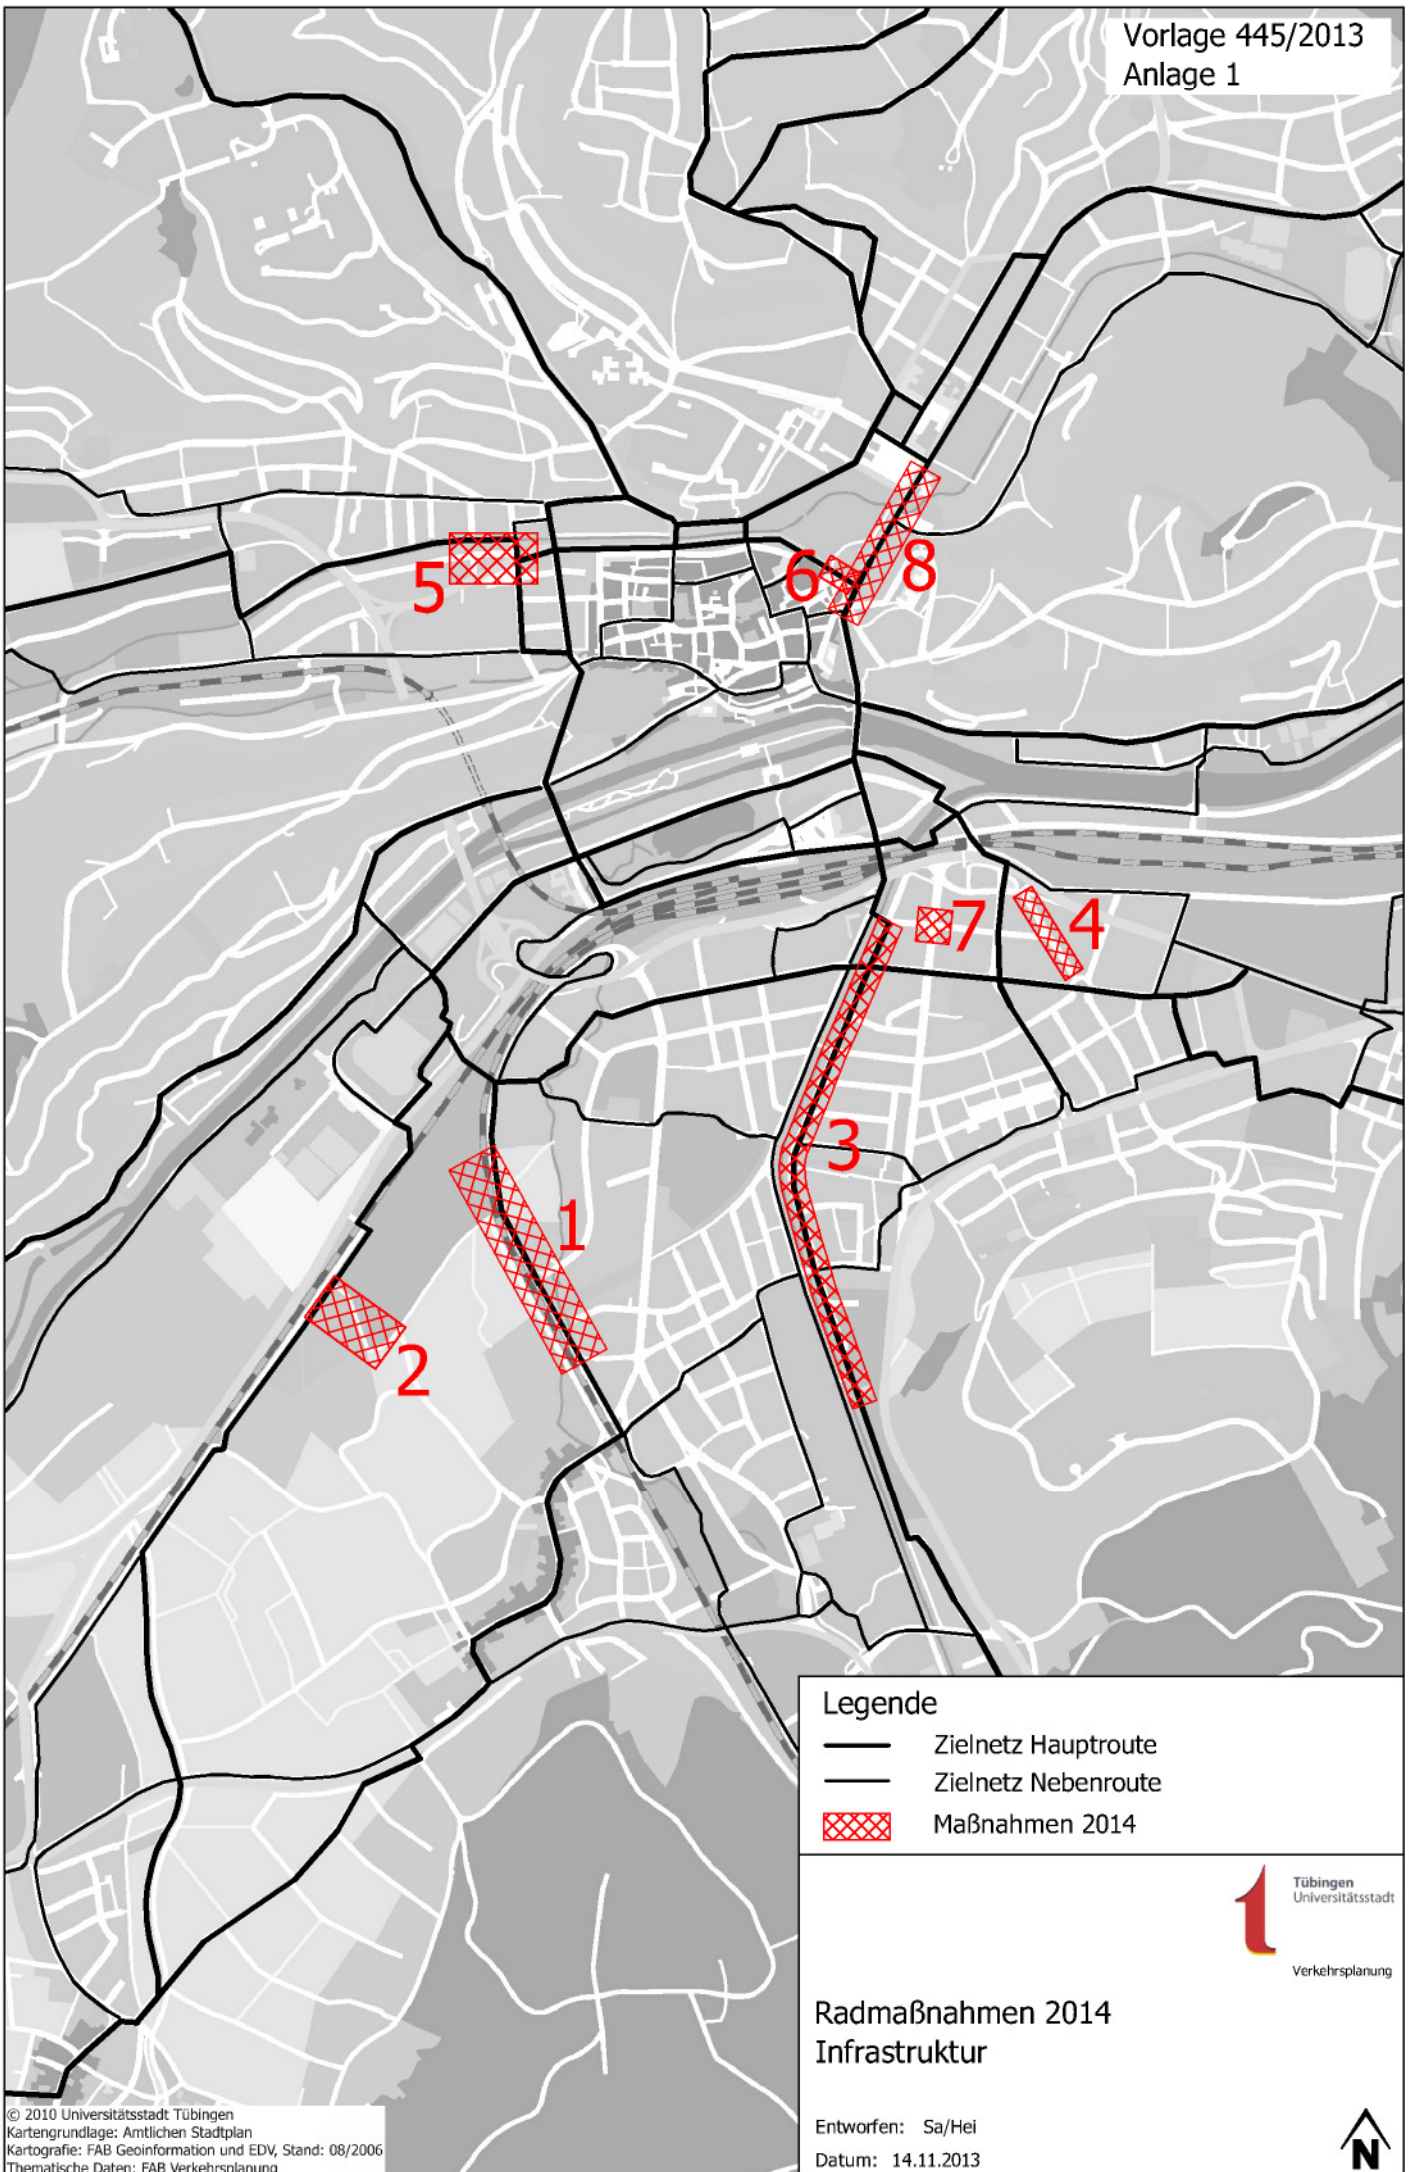 Vorlage 445/2013
Anlage 1
5
6
8
7
4
3
1
2
Legende
Zielnetz Hauptroute
Zielnetz Nebenroute
Maßnahmen 2014
Tübingen
Universitätsstadt
Verkehrsplanung
Radmaßnahmen 2014
Infrastruktur
Entworfen: Sa/Hei
Datum: 14.11.2013
N
© 2010 Universitätsstadt Tübingen
Kartengrundlage: Amtlichen Stadtplan
Kartografie: FAB Geoinformation und EDV, Stand: 08/2006
Thematische Daten: FAB Verkehrsplanung